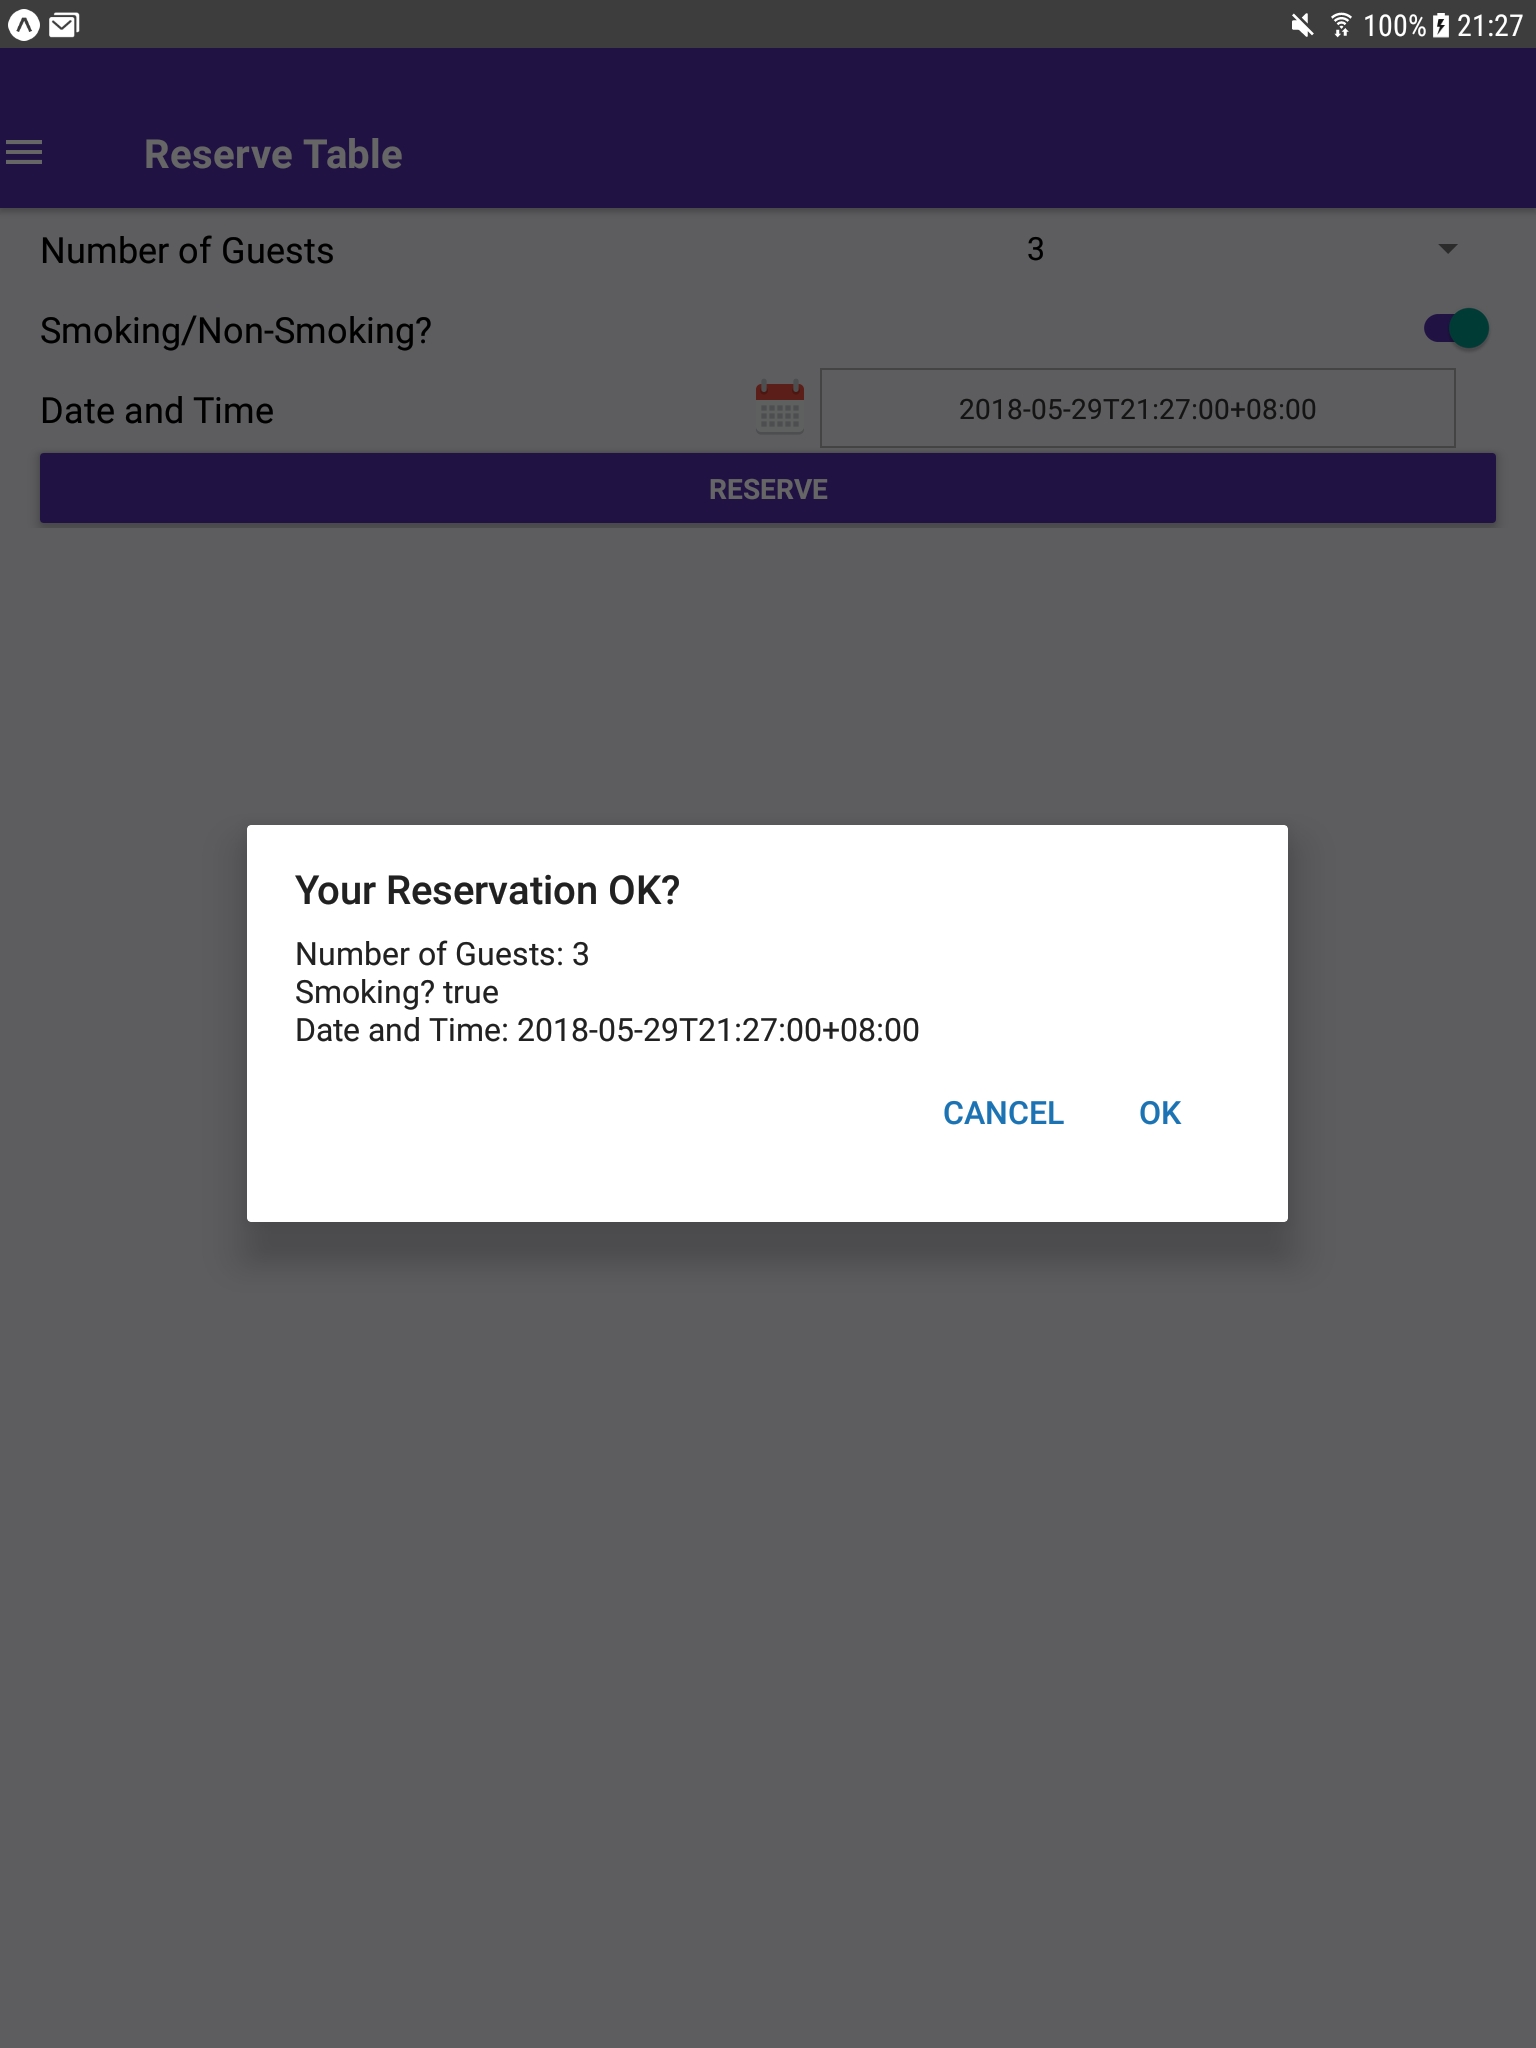 100% 21:27
Reserve Table
Number of Guests 3
Smoking/Non-Smoking?
Date and Time 2018-05-29T21:27:00+08:00
RESERVE
Your Reservation OK?
Number of Guests: 3
Smoking? true
Date and Time: 2018-05-29T21:27:00+08:00
CANCEL OK